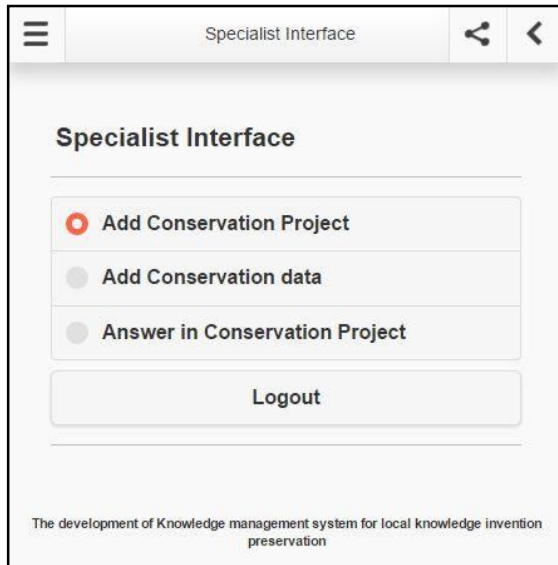 Specialist Interface
Specialist Interface
Add Conservation Project
Add Conservation data
Answer in Conservation Project
Logout
The development of Knowledge management system for local knowledge invention
preservation